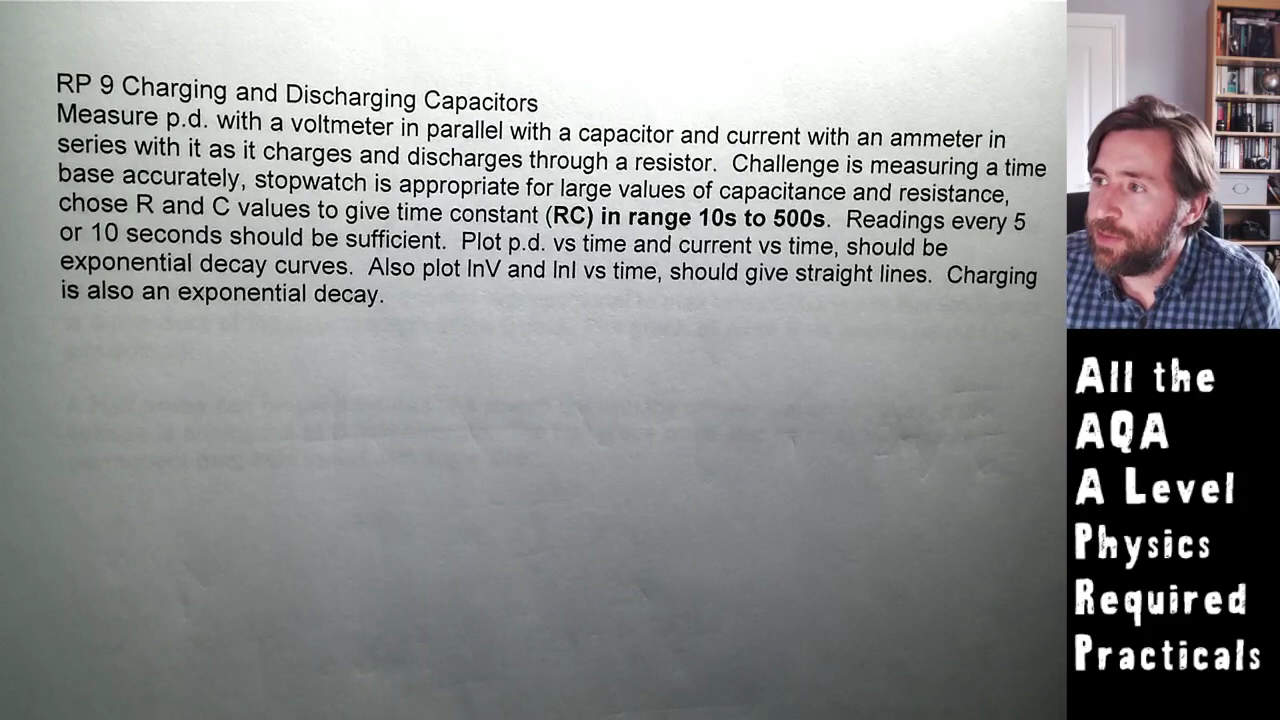 RP 9 Charging and Discharging Capacitors
Measure p.d. with a voltmeter in parallel with a capacitor and current with an ammeter in
series with it as it charges and discharges through a resistor. Challenge is measuring a time
base accurately, stopwatch is appropriate for large values of capacitance and resistance,
chose R and C values to give time constant (RC) in range 10s to 500s. Readings every 5
or 10 seconds should be sufficient. Plot p.d. vs time and current vs time, should be
exponential decay curves. Also plot lnV and lnI vs time, should give straight lines. Charging
is also an exponential decay.
All the
AQA
A Level
Physics
Required
Practicals